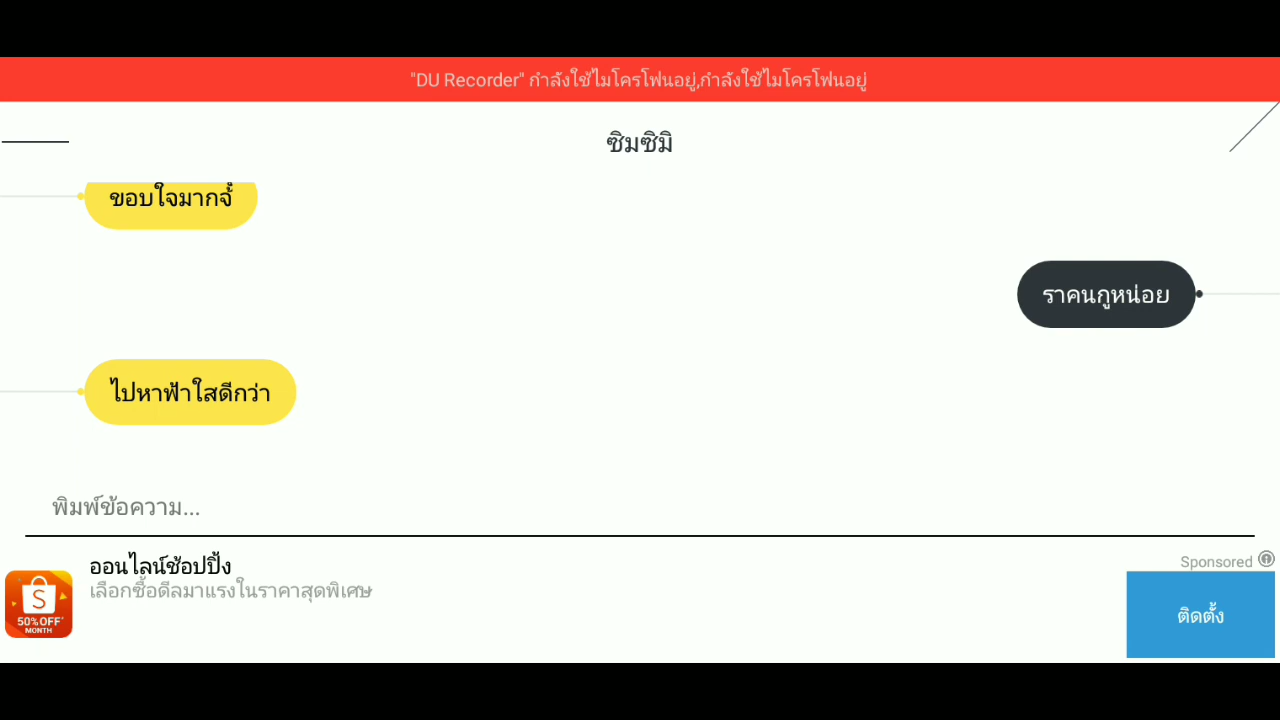 "DU Recorder" กำลังใช้ไมโครโฟนอยู่,กำลังใช้ไมโครโฟนอยู่
ซิมซิมิ
ขอบใจมากจ้ั
ราคนกูหน่อย
ไปหาฟ้าใสดีกว่า
พิมพ์ข้อความ...
ออนไลน์ช้อปปิ้ง
Sponsored
เลือกซื้อดีลมาแรงในราคาสุดพิเศษ
S
50% OFF*
MONTH
ติดตั้ง